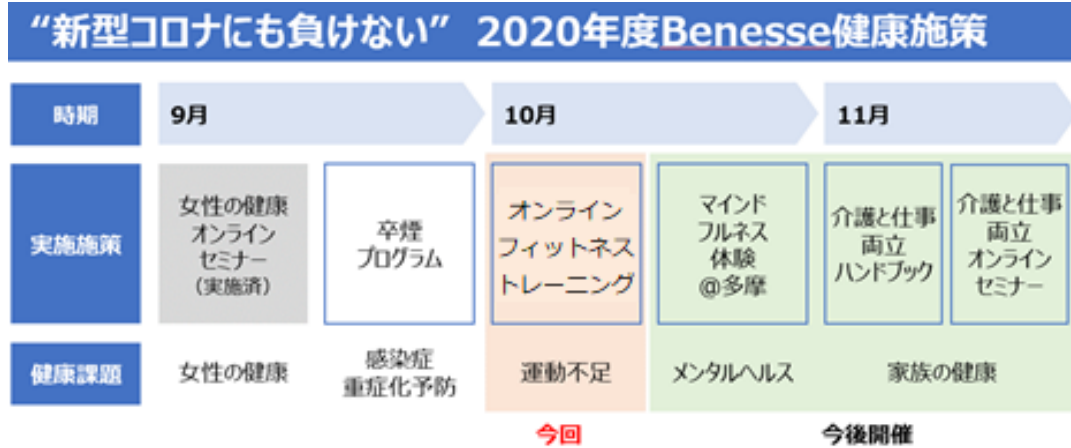 “新型コロナにも負けない” 2020年度Benesse健康施策
時期
9月
10月
11月
実施施策
女性の健康
オンライン
セミナー
(実施済)
卒煙
プログラム
オンライン
フィットネス
トレーニング
マインド
フルネス
体験
@多摩
介護と仕事
両立
ハンドブック
介護と仕事
両立
オンライン
セミナー
健康課題
女性の健康
感染症
重症化予防
運動不足
メンタルヘルス
家族の健康
今回
今後開催